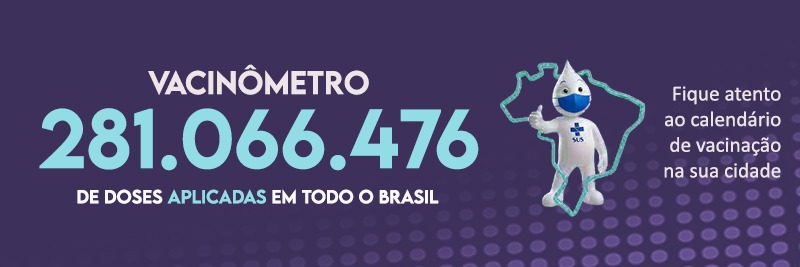 VACINÔMETRO
281.066.476
DE DOSES APLICADAS EM TODO O BRASIL
SUS
Fique atento
ao calendário
de vacinação
na sua cidade